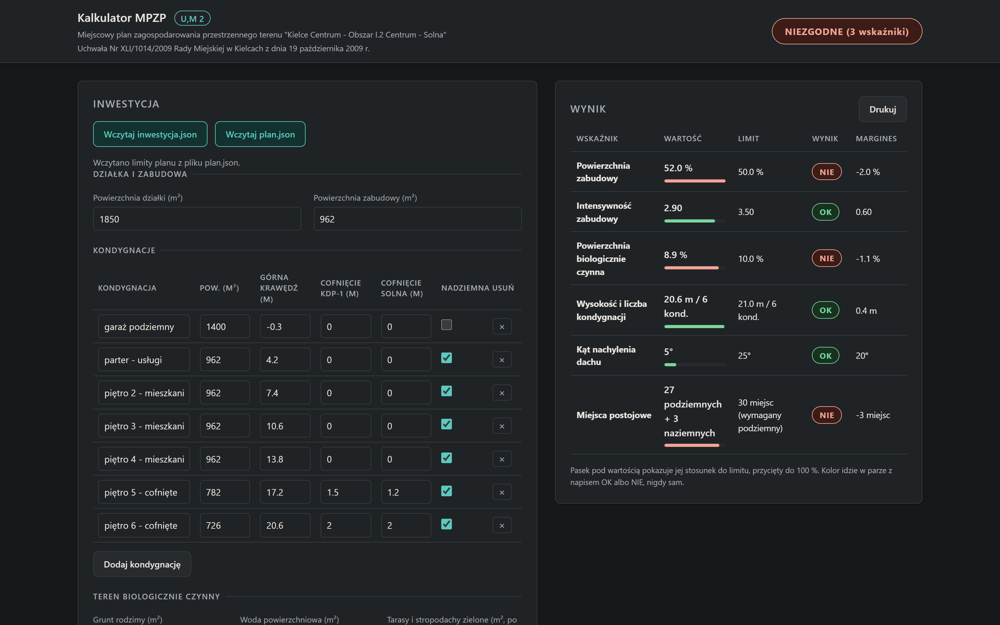 Kalkulator MPZP U,M 2
Miejscowy plan zagospodarowania przestrzennego terenu "Kielce Centrum - Obszar I.2 Centrum - Solna"
Uchwała Nr XLI/1014/2009 Rady Miejskiej w Kielcach z dnia 19 października 2009 r.
NIEZGODNE (3 wskaźniki)
INWESTYCJA
Wczytaj inwestycja.json Wczytaj plan.json
Wczytano limity planu z pliku plan.json.
DZIAŁKA I ZABUDOWA
Powierzchnia działki (m²) Powierzchnia zabudowy (m²)
1850 962
KONDYGNACJE
KONDYGNACJA POW. (M²) GÓRNA KRAWĘDŹ (M) COFNIĘCIE KDP-1 (M) COFNIĘCIE SOLNA (M) NADZIEMNA USUŃ
garaż podziemny 1400 -0.3 0 0 ×
parter - usługi 962 4.2 0 0 ×
piętro 2 - mieszkani 962 7.4 0 0 ×
piętro 3 - mieszkani 962 10.6 0 0 ×
piętro 4 - mieszkani 962 13.8 0 0 ×
piętro 5 - cofnięte 782 17.2 1.5 1.2 ×
piętro 6 - cofnięte 726 20.6 2 2 ×
Dodaj kondygnację
TEREN BIOLOGICZNIE CZYNNY
Grunt rodzimy (m²) Woda powierzchniowa (m²) Tarasy i stropodachy zielone (m², po
WYNIK
Drukuj
WSKAŹNIK WARTOŚĆ LIMIT WYNIK MARGINES
Powierzchnia zabudowy 52.0 % 50.0 % NIE -2.0 %
Intensywność zabudowy 2.90 3.50 OK 0.60
Powierzchnia biologicznie czynna 8.9 % 10.0 % NIE -1.1 %
Wysokość i liczba kondygnacji 20.6 m / 6 kond. 21.0 m / 6 kond. OK 0.4 m
Kąt nachylenia dachu 5° 25° OK 20°
Miejsca postojowe 27 podziemnych + 3 naziemnych 30 miejsc (wymagany podziemny) NIE -3 miejsc
Pasek pod wartością pokazuje jej stosunek do limitu, przycięty do 100 %. Kolor idzie w parze z
napisem OK albo NIE, nigdy sam.